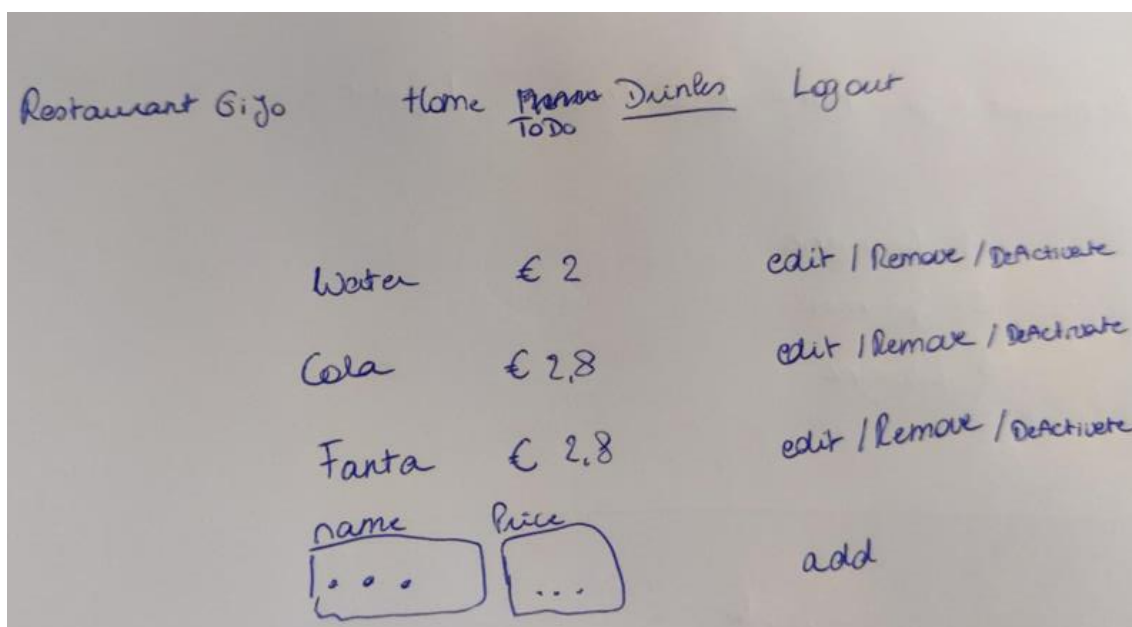 Restaurant GiJo Home Drinks Logout
ToDo
Water € 2 edit / Remove / DeActivate
Cola € 2,8 edit / Remove / DeActivate
Fanta € 2,8 edit / Remove / DeActivate
name Price
... ... add